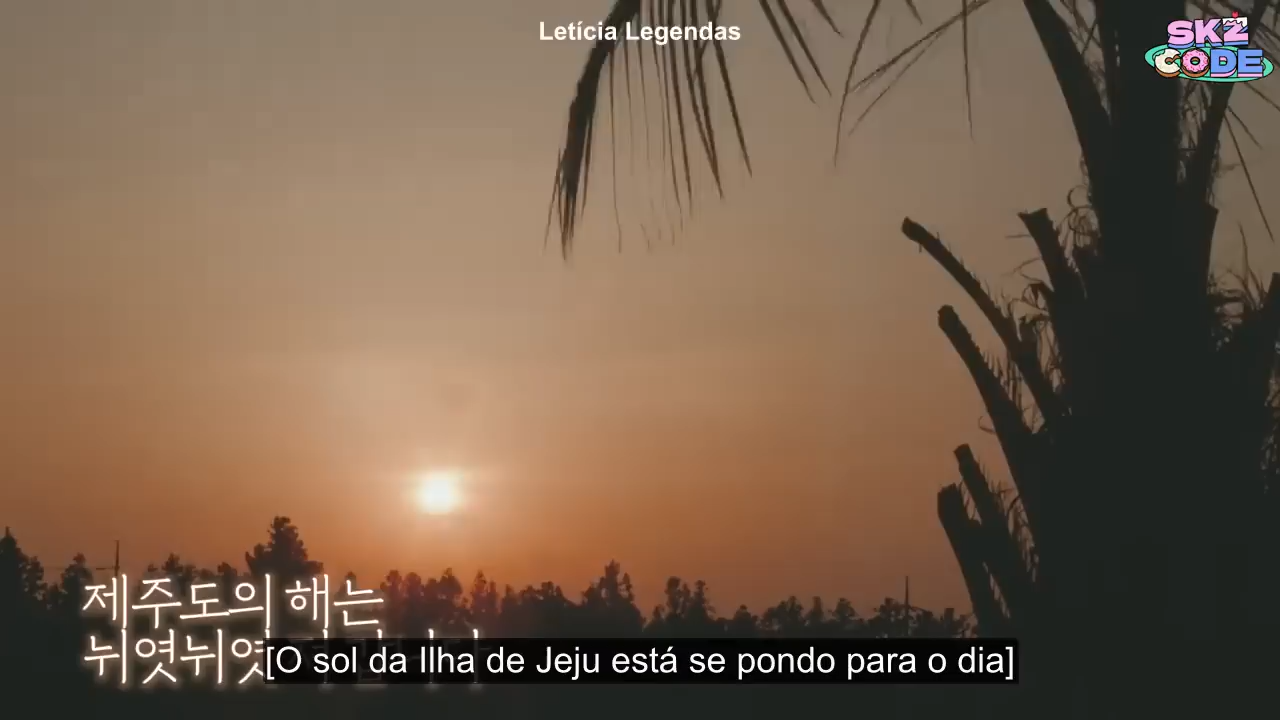 Letícia Legendas
SKZ
CODE
제주도의 해는
뉘엿뉘엿
[O sol da Ilha de Jeju está se pondo para o dia]